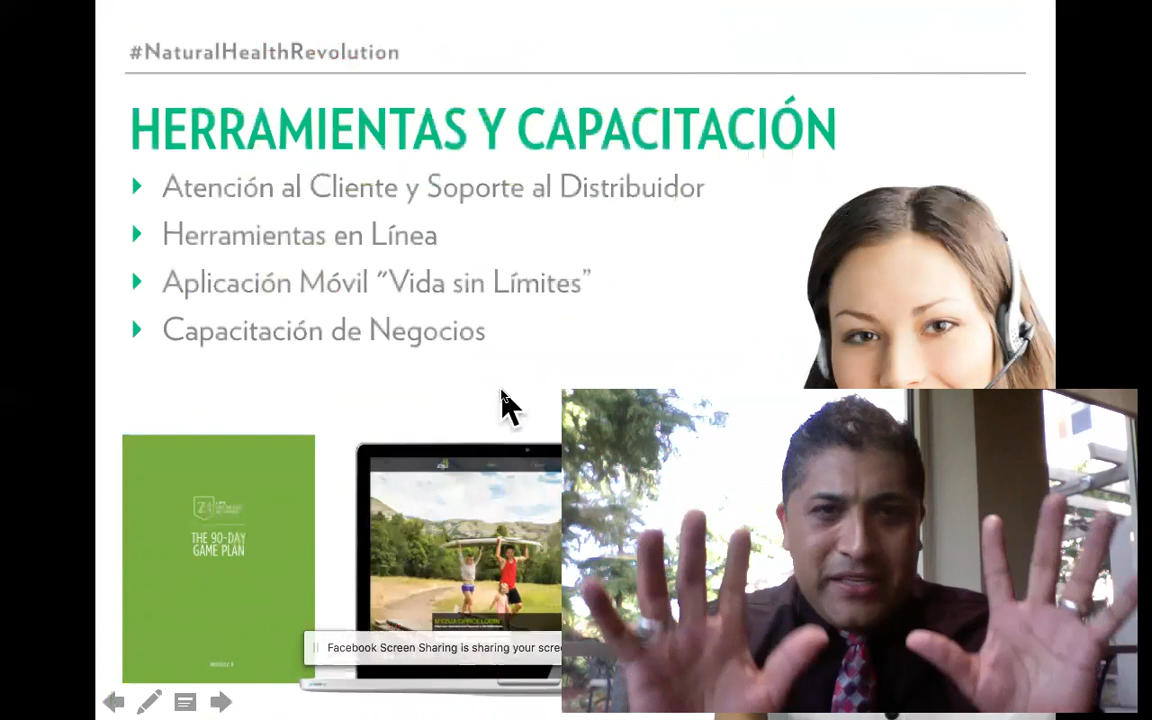 #NaturalHealthRevolution
HERRAMIENTAS Y CAPACITACIÓN
Atención al Cliente y Soporte al Distribuidor
Herramientas en Línea
Aplicación Móvil "Vida sin Límites”
Capacitación de Negocios
THE 90-DAY
GAME PLAN
Facebook Screen Sharing is sharing your scre